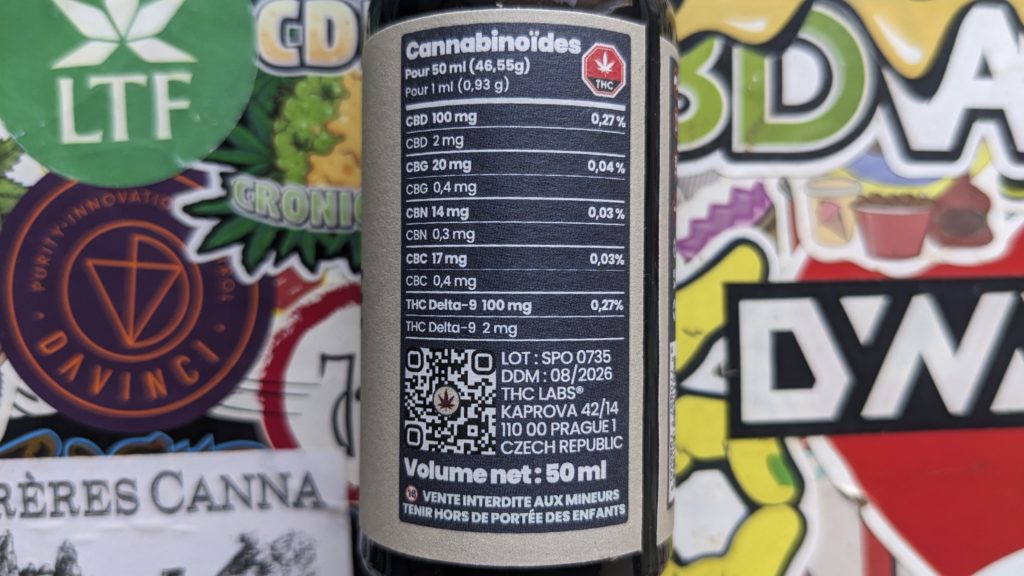 LTF
CD
PURITY-INNOVATIO
DAVINCI
RÈRES CANNA
Cannabinoïdes
Pour 50 ml (46,55g)
Pour 1 ml (0,93 g)
THC
CBD 100 mg 0,27%
CBD 2 mg
CBG 20 mg 0,04 %
CBG 0,4 mg
CBN 14 mg 0,03 %
CBN 0,3 mg
CBC 17 mg 0,03%
CBC 0,4 mg
THC Delta-9 100 mg 0,27%
THC Delta-9 2 mg
LOT : SPO 0735
DDM : 08/2026
THC LABS®
KAPROVA 42/14
110 00 PRAGUE 1
CZECH REPUBLIC
Volume net : 50 ml
18 VENTE INTERDITE AUX MINEURS
TENIR HORS DE PORTÉE DES ENFANTS
BD